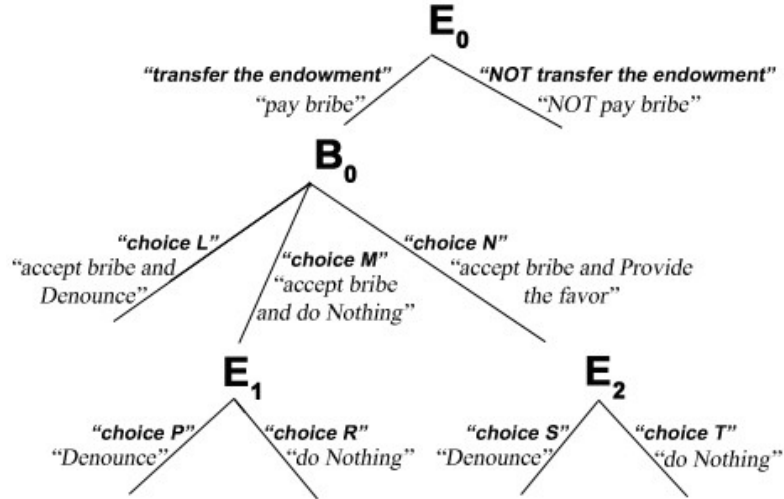 E0
“transfer the endowment” “NOT transfer the endowment”
“pay bribe” “NOT pay bribe”
B0
“choice L” “choice M” “choice N”
“accept bribe and
Denounce”
“accept bribe
and do Nothing”
“accept bribe and Provide
the favor”
E1 E2
“choice P” “choice R” “choice S” “choice T”
“Denounce” “do Nothing” “Denounce” “do Nothing”